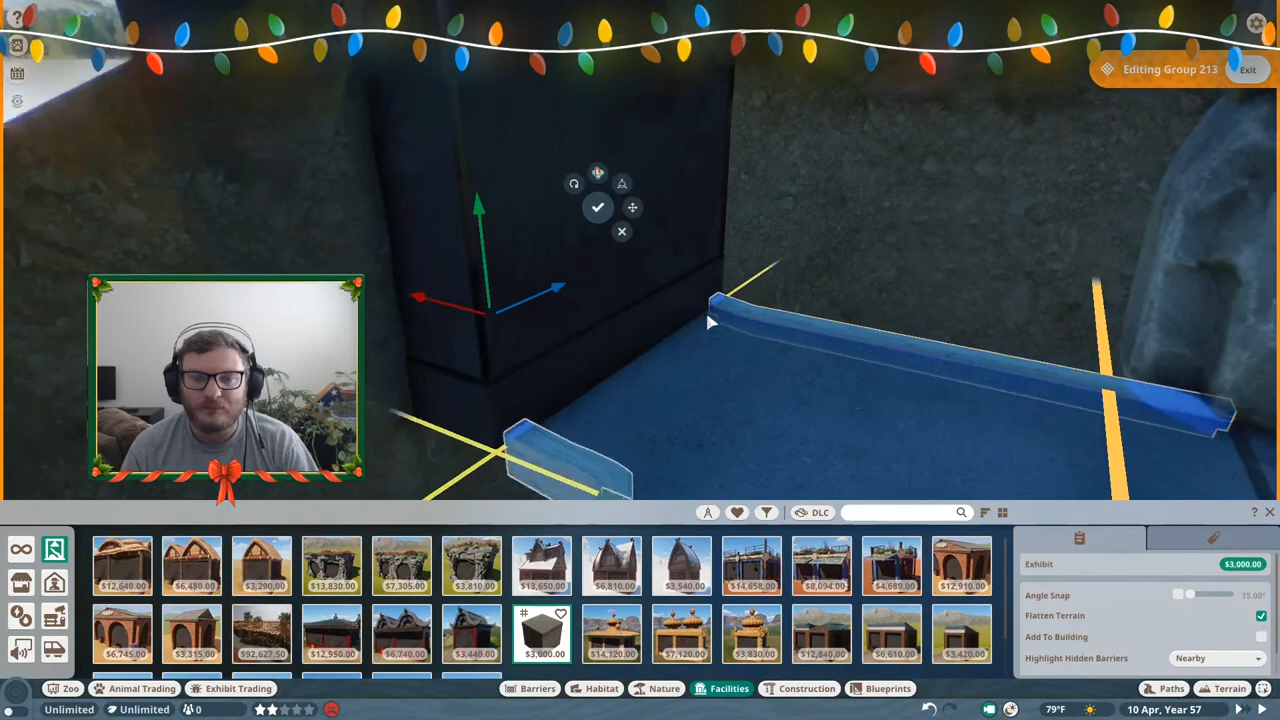 Editing Group 213
Exit
DLC
$12,640.00
$6,480.00
$3,290.00
$13,830.00
$7,305.00
$3,810.00
$13,650.00
$6,810.00
$3,540.00
$14,658.00
$8,094.00
$4,689.00
$12,910.00
$6,745.00
$3,315.00
$92,627.50
$12,950.00
$6,740.00
$3,440.00
$3,000.00
$14,120.00
$7,120.00
$3,830.00
$12,840.00
$6,610.00
$3,420.00
Exhibit
$3,000.00
Angle Snap
15.00°
Flatten Terrain
Add To Building
Highlight Hidden Barriers
Nearby
Zoo
Animal Trading
Exhibit Trading
Barriers
Habitat
Nature
Facilities
Construction
Blueprints
Paths
Terrain
Unlimited
Unlimited
0
79°F
10 Apr, Year 57